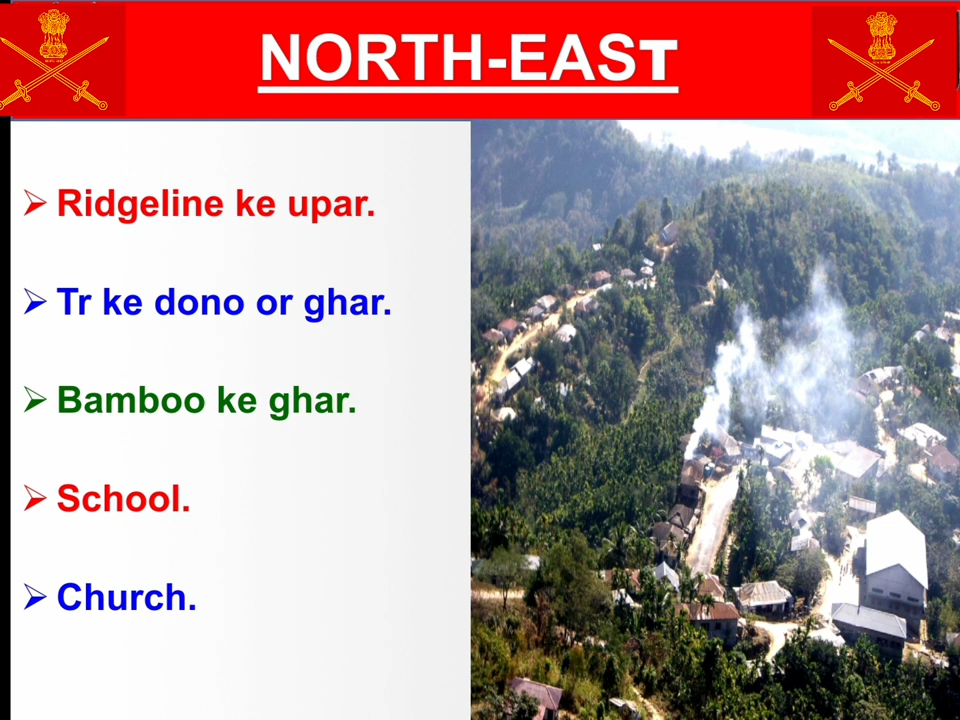 NORTH-EAST
Ridgeline ke upar.
Tr ke dono or ghar.
Bamboo ke ghar.
School.
Church.